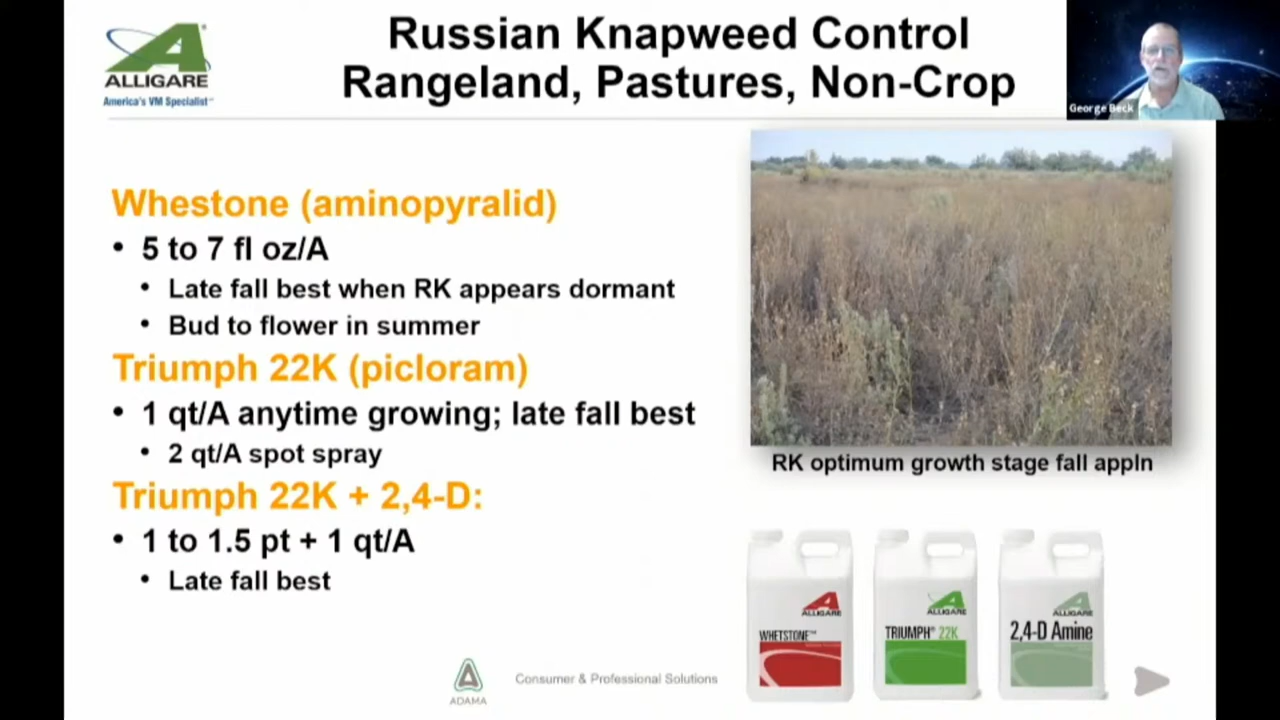 ALLIGARE
America's VM Specialist™
Russian Knapweed Control
Rangeland, Pastures, Non-Crop
George Beck
Whestone (aminopyralid)
• 5 to 7 fl oz/A
• Late fall best when RK appears dormant
• Bud to flower in summer
Triumph 22K (picloram)
• 1 qt/A anytime growing; late fall best
• 2 qt/A spot spray
Triumph 22K + 2,4-D:
• 1 to 1.5 pt + 1 qt/A
• Late fall best
RK optimum growth stage fall appln
ALLIGARE
WHETSTONE™
ALLIGARE
TRIUMPH® 22K
ALLIGARE
2,4-D Amine
ADAMA
Consumer & Professional Solutions